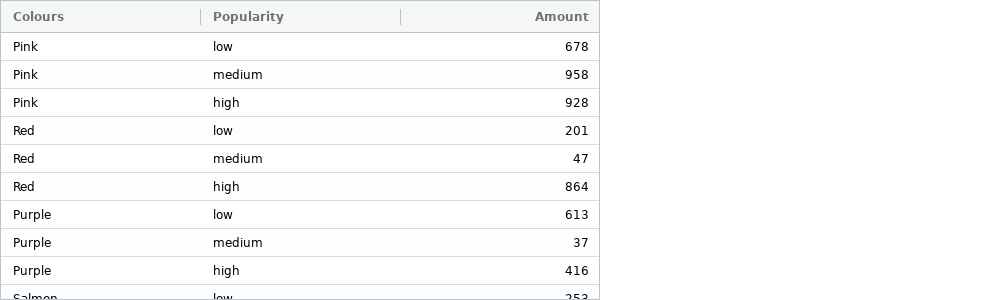 Colours Popularity Amount
Pink low 678
Pink medium 958
Pink high 928
Red low 201
Red medium 47
Red high 864
Purple low 613
Purple medium 37
Purple high 416
Salmon low 253